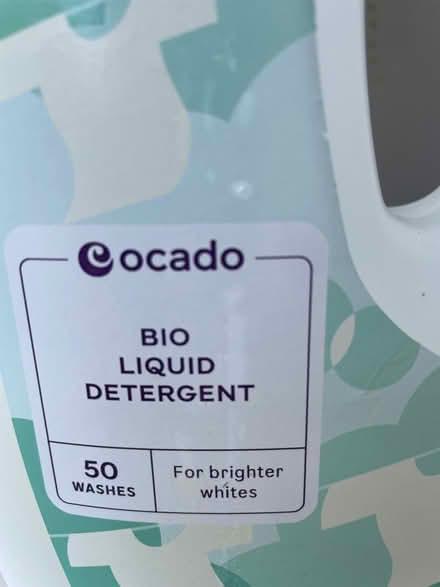 ocado
BIO
LIQUID
DETERGENT
50
WASHES
For brighter
whites